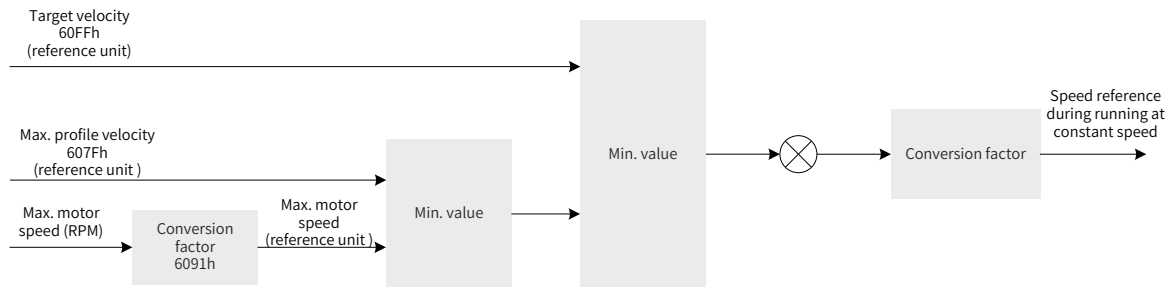 Target velocity
60FFh
(reference unit)
Max. profile velocity
607Fh
(reference unit )
Max. motor
speed (RPM)
Conversion
factor
6091h
Max. motor
speed
(reference unit )
Min. value
Min. value
Conversion factor
Speed reference
during running at
constant speed